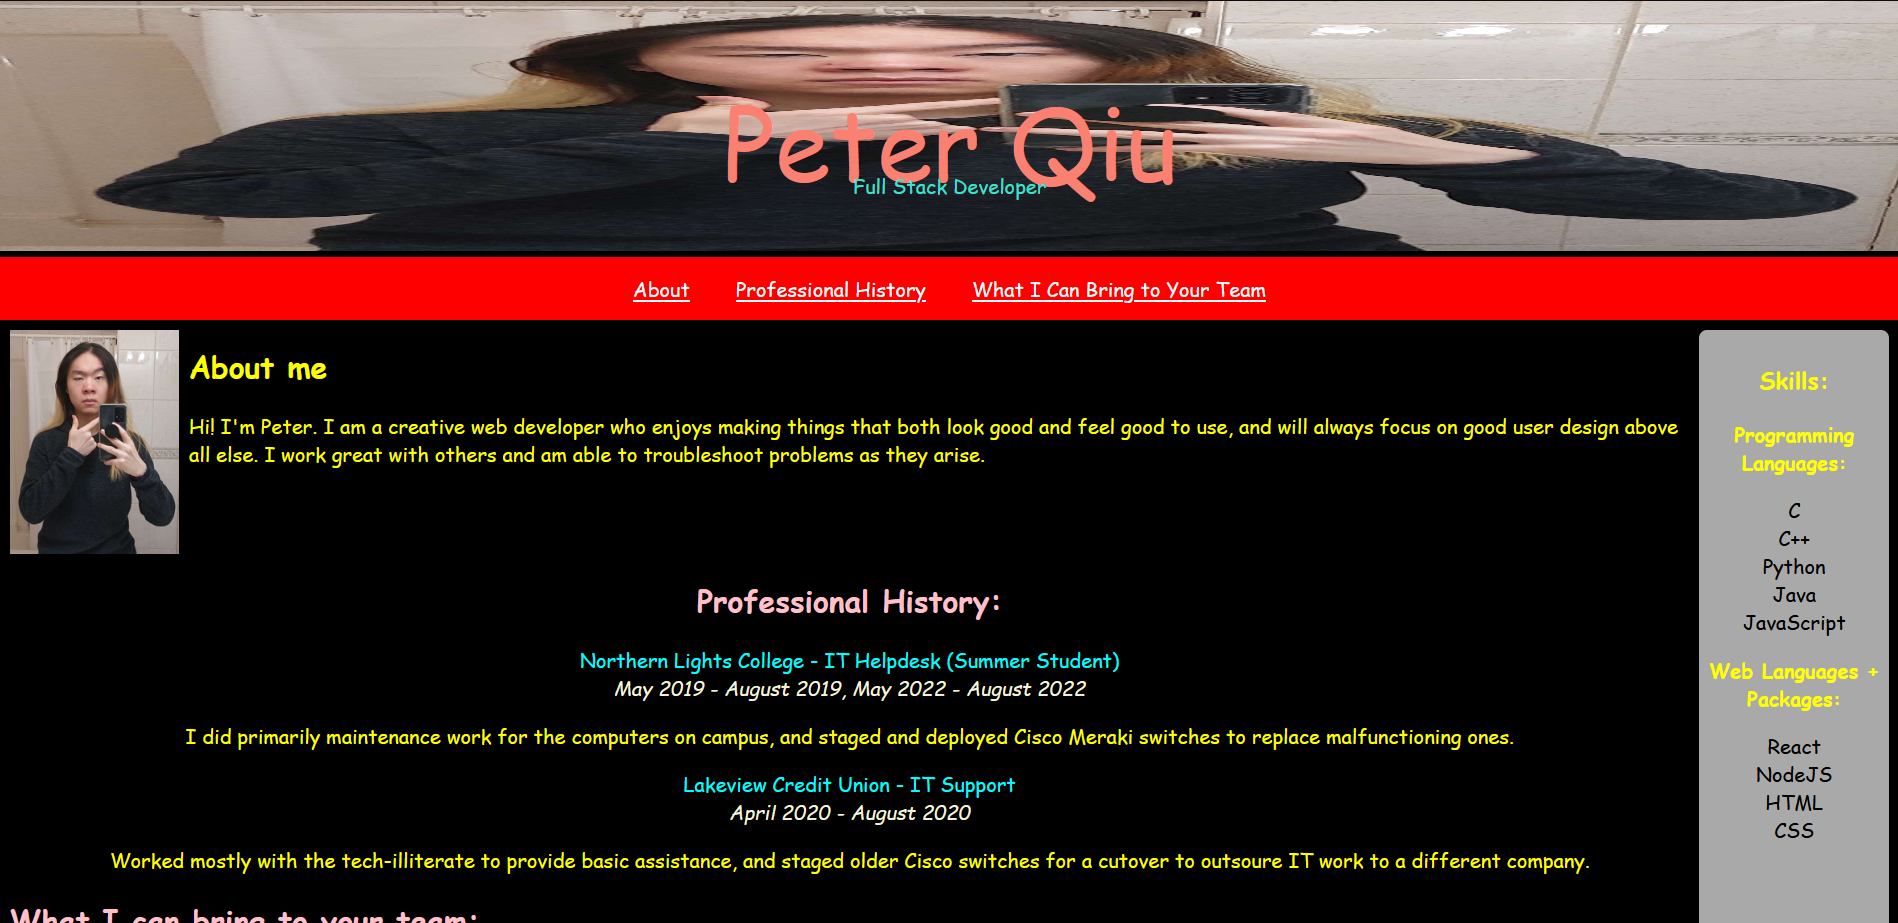 Peter Qiu
Full Stack Developer
About
Professional History
What I Can Bring to Your Team
About me
Hi! I'm Peter. I am a creative web developer who enjoys making things that both look good and feel good to use, and will always focus on good user design above
all else. I work great with others and am able to troubleshoot problems as they arise.
Professional History:
Northern Lights College - IT Helpdesk (Summer Student)
May 2019 - August 2019, May 2022 - August 2022
I did primarily maintenance work for the computers on campus, and staged and deployed Cisco Meraki switches to replace malfunctioning ones.
Lakeview Credit Union - IT Support
April 2020 - August 2020
Worked mostly with the tech-illiterate to provide basic assistance, and staged older Cisco switches for a cutover to outsoure IT work to a different company.
What I can bring to your team:
Skills:
Programming
Languages:
C
C++
Python
Java
JavaScript
Web Languages +
Packages:
React
NodeJS
HTML
CSS